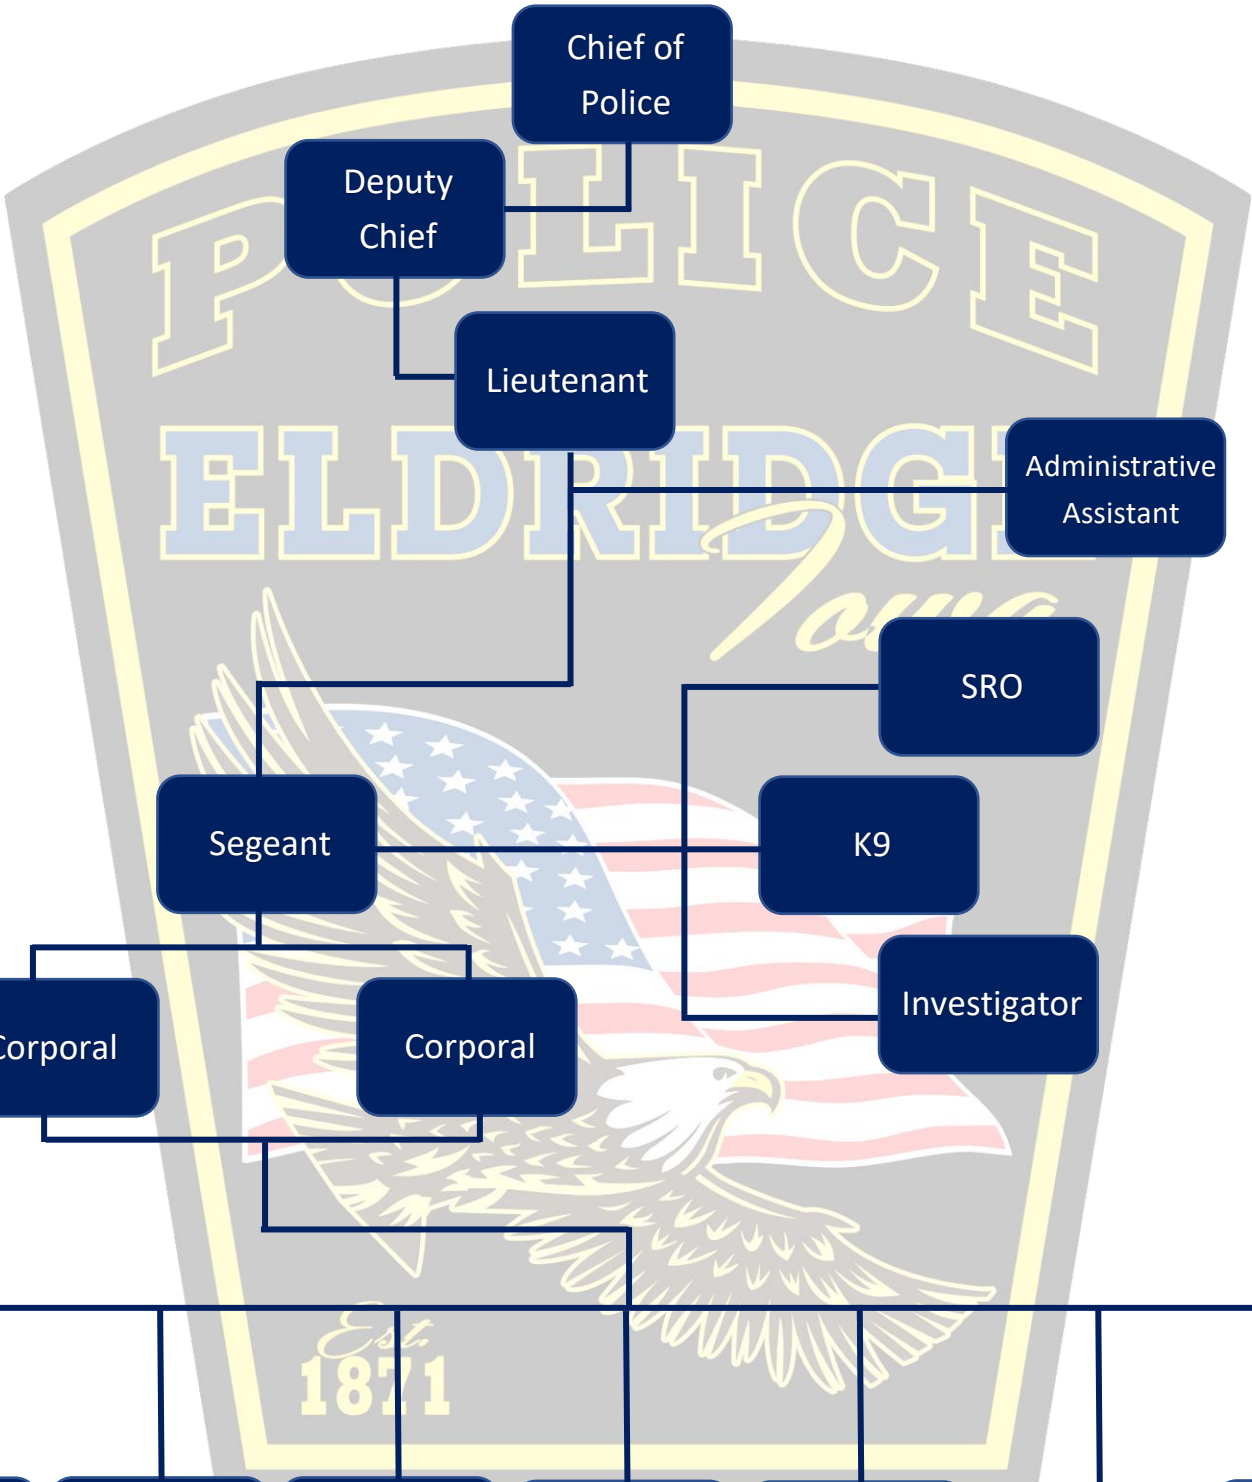 Chief of
Police
Deputy
Chief
POLICE
Lieutenant
ELDRIDGE
Administrative
Assistant
Iowa
SRO
Segeant
K9
Investigator
Corporal
Corporal
Est.
1871